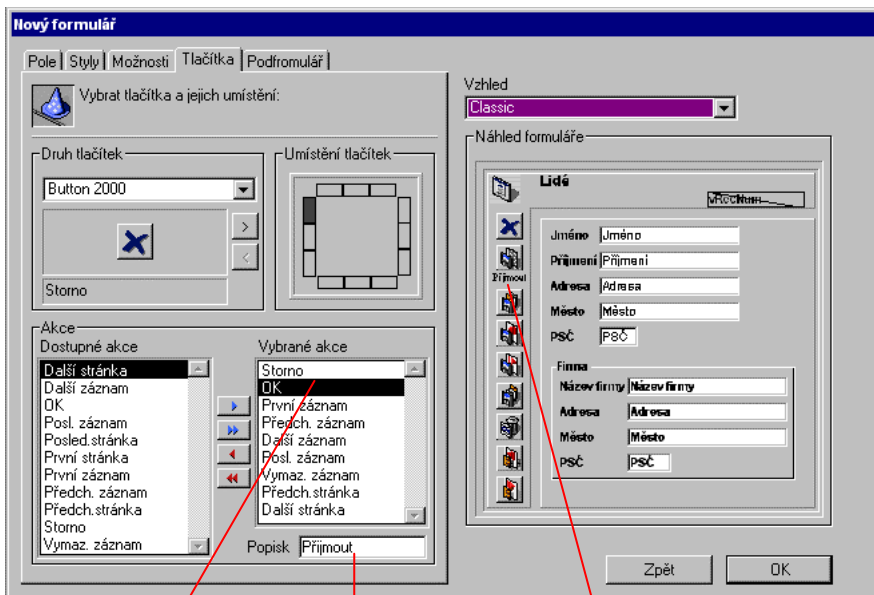 Nový formulář
Pole Styly Možnosti Tlačítka Podfromulář
Vybrat tlačítka a jejich umístění:
Druh tlačítek
Button 2000
>
<
Storno
Umístění tlačítek
Akce
Dostupné akce
Další stránka
Další záznam
OK
Posl. záznam
Posled.stránka
První stránka
První záznam
Předch. záznam
Předch.stránka
Storno
Vymaz. záznam
Vybrané akce
Storno
OK
První záznam
Předch. záznam
Další záznam
Posl. záznam
Vymaz. záznam
Předch.stránka
Další stránka
Popisk Přijmout
Vzhled
Classic
Náhled formuláře
Lidé
Přijmout
Jméno Jméno
Příjmení Příjmení
Adresa Adresa
Město Město
PSČ PSČ
Firma
Název firmy Název firmy
Adresa Adresa
Město Město
PSČ PSČ
Zpět OK